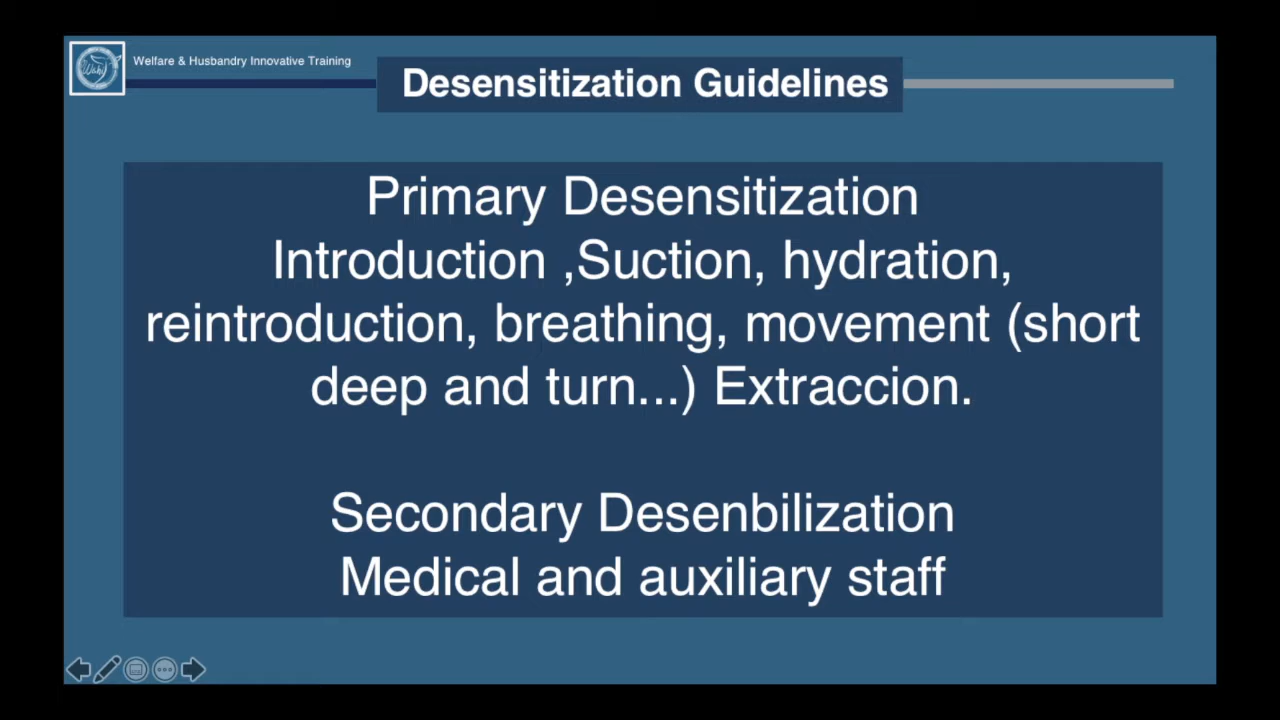 Welfare & Husbandry Innovative Training
Desensitization Guidelines
Primary Desensitization
Introduction ,Suction, hydration,
reintroduction, breathing, movement (short
deep and turn...) Extraccion.
Secondary Desenbilization
Medical and auxiliary staff